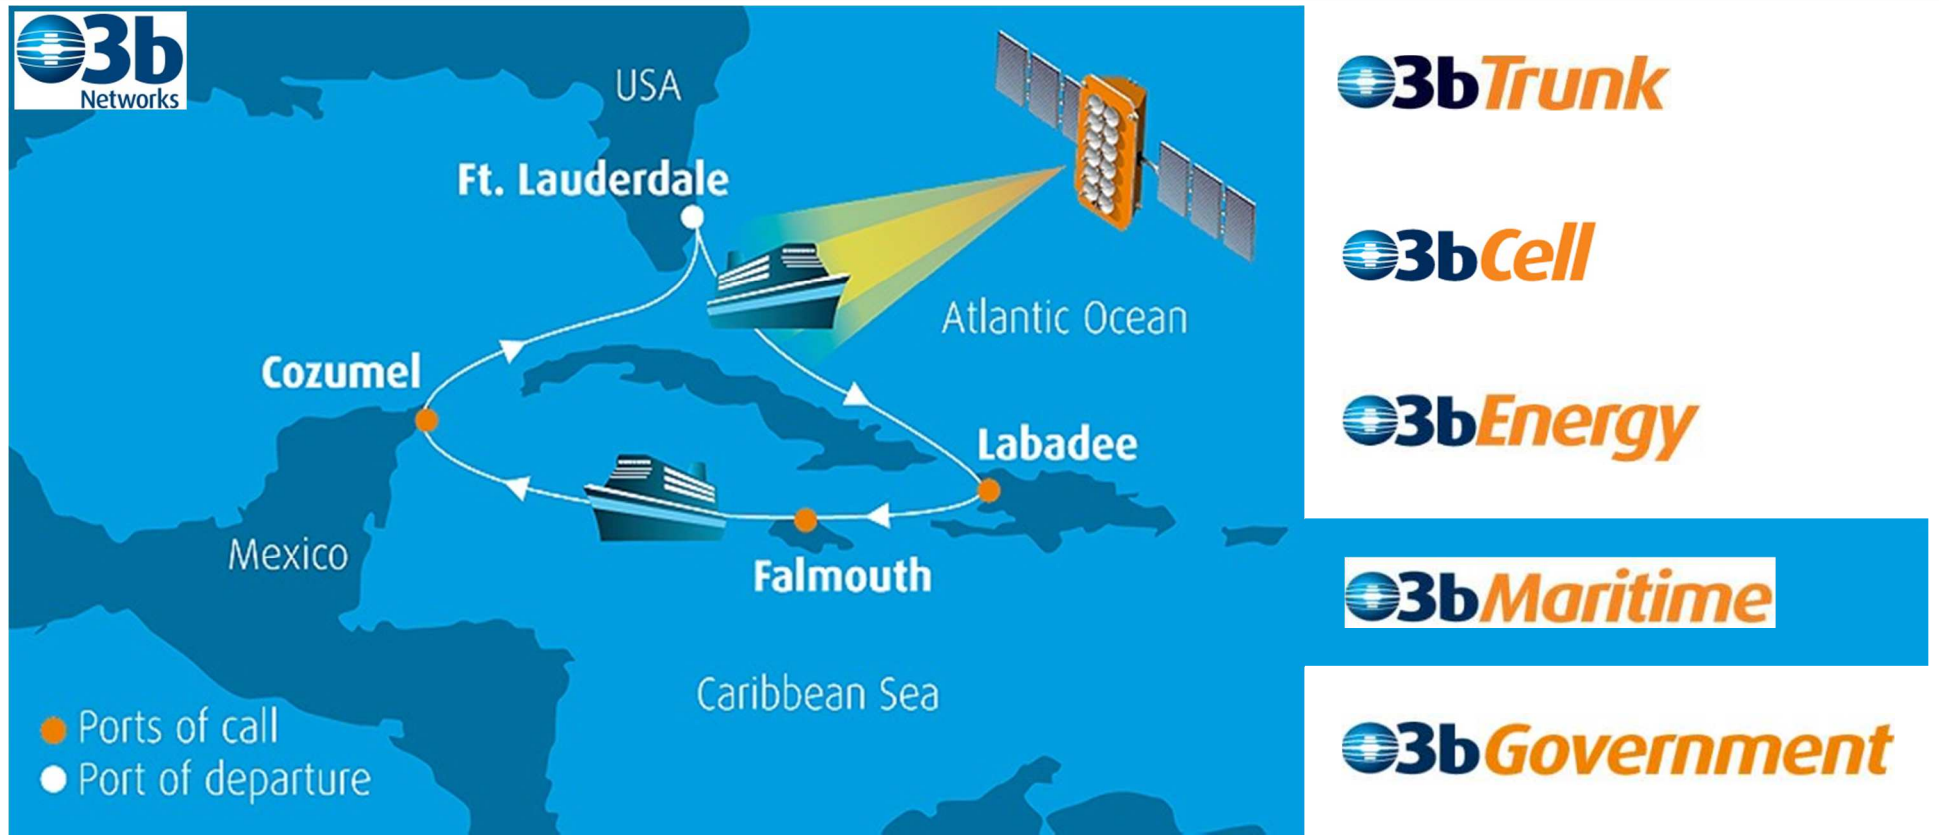 O3b
Networks
USA
Ft. Lauderdale
Atlantic Ocean
Cozumel
Labadee
Mexico
Falmouth
Caribbean Sea
Ports of call
Port of departure
O3bTrunk
O3bCell
O3bEnergy
O3bMaritime
O3bGovernment